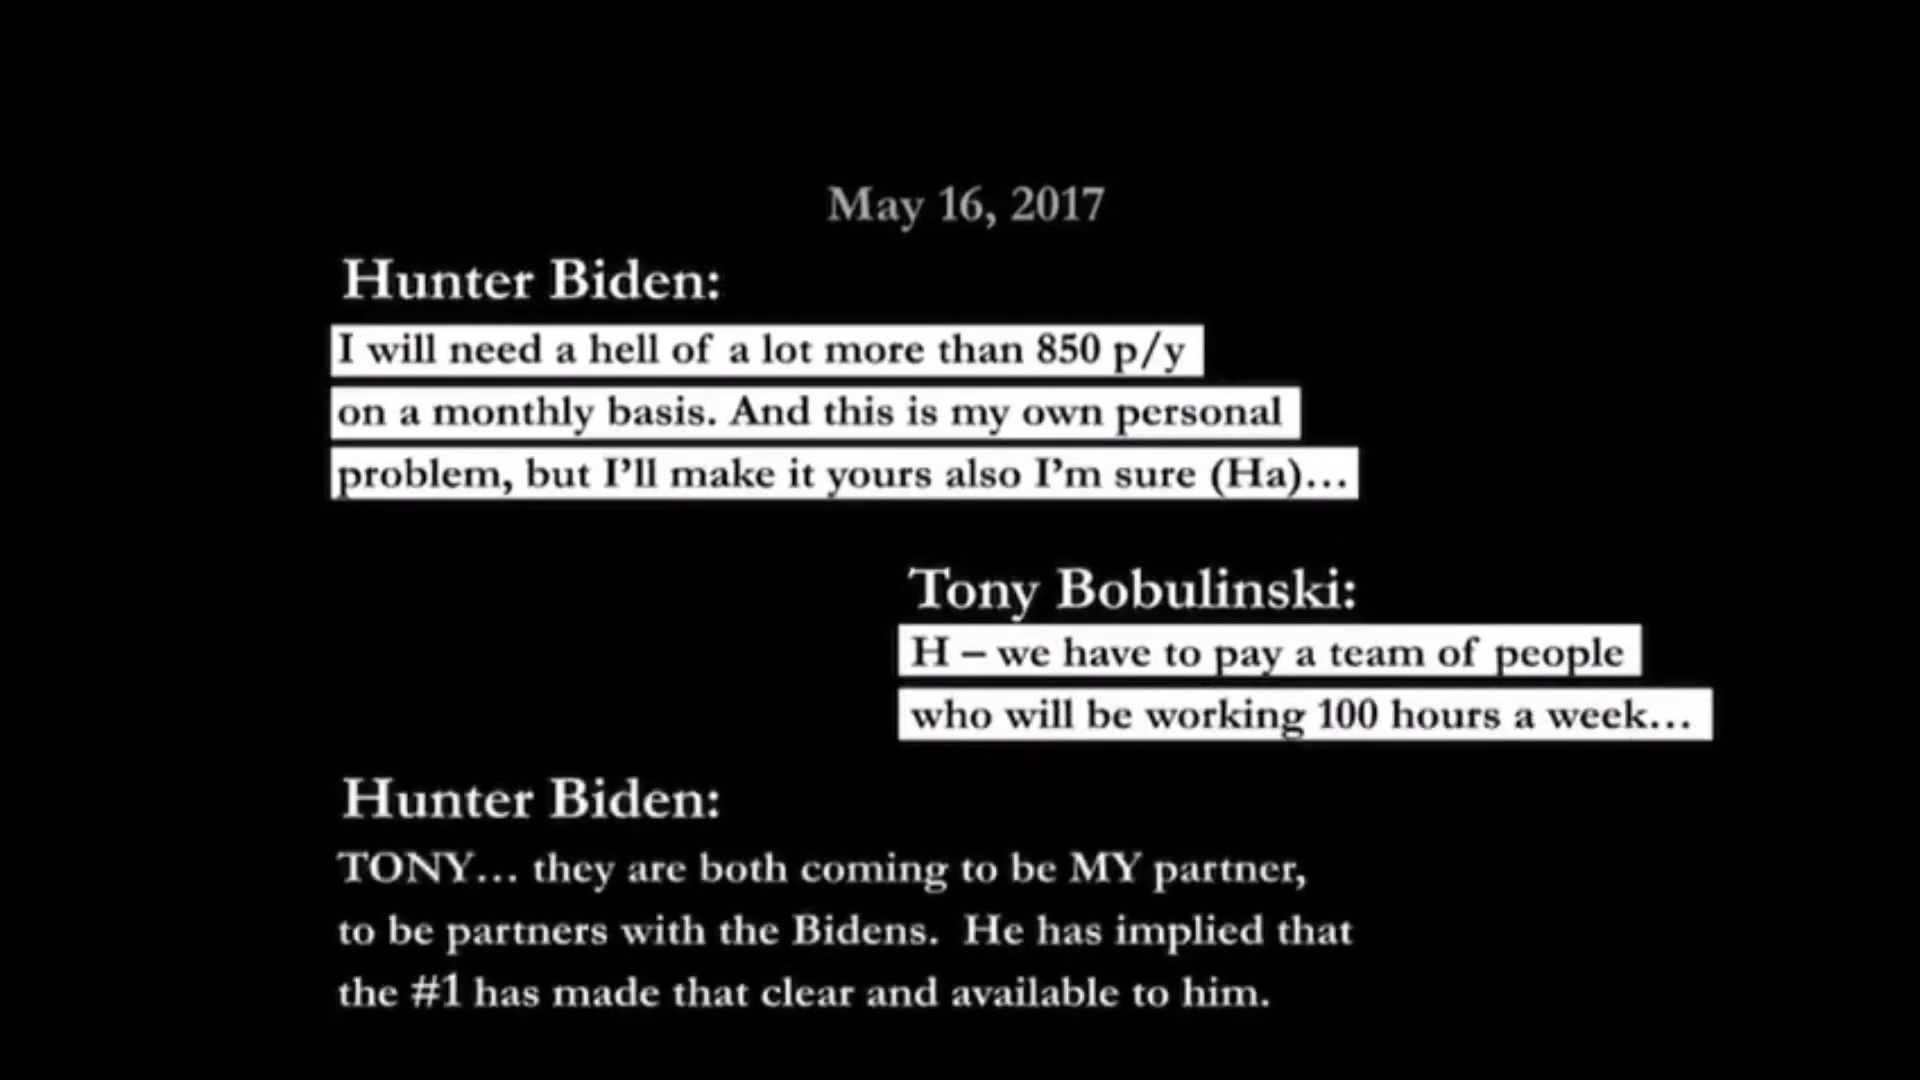 May 16, 2017
Hunter Biden:
I will need a hell of a lot more than 850 p/y
on a monthly basis. And this is my own personal
problem, but I'll make it yours also I'm sure (Ha)...
Tony Bobulinski:
H – we have to pay a team of people
who will be working 100 hours a week...
Hunter Biden:
TONY... they are both coming to be MY partner,
to be partners with the Bidens.  He has implied that
the #1 has made that clear and available to him.